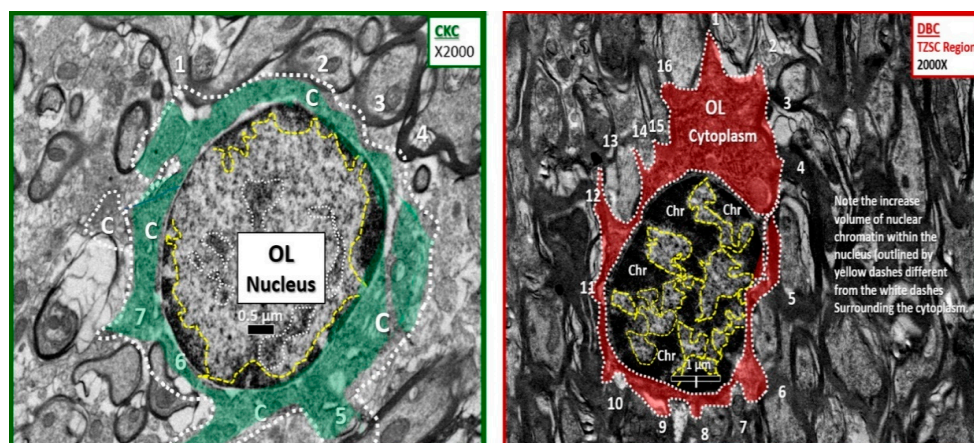 CKC
X2000
1
2
C
3
4
C
C
OL
Nucleus
0.5 µm
C
7
6
C
5
DBC
TZSC Region
2000X
1
2
16
OL
Cytoplasm
3
15
14
13
4
12
Chr
Chr
Note the increase
volume of nuclear
chromatin within the
nucleus (outlined by
yellow dashes different
from the white dashes
Surrounding the cytoplasm.
Chr
11
5
Chr
1 µm
6
10
9
8
7